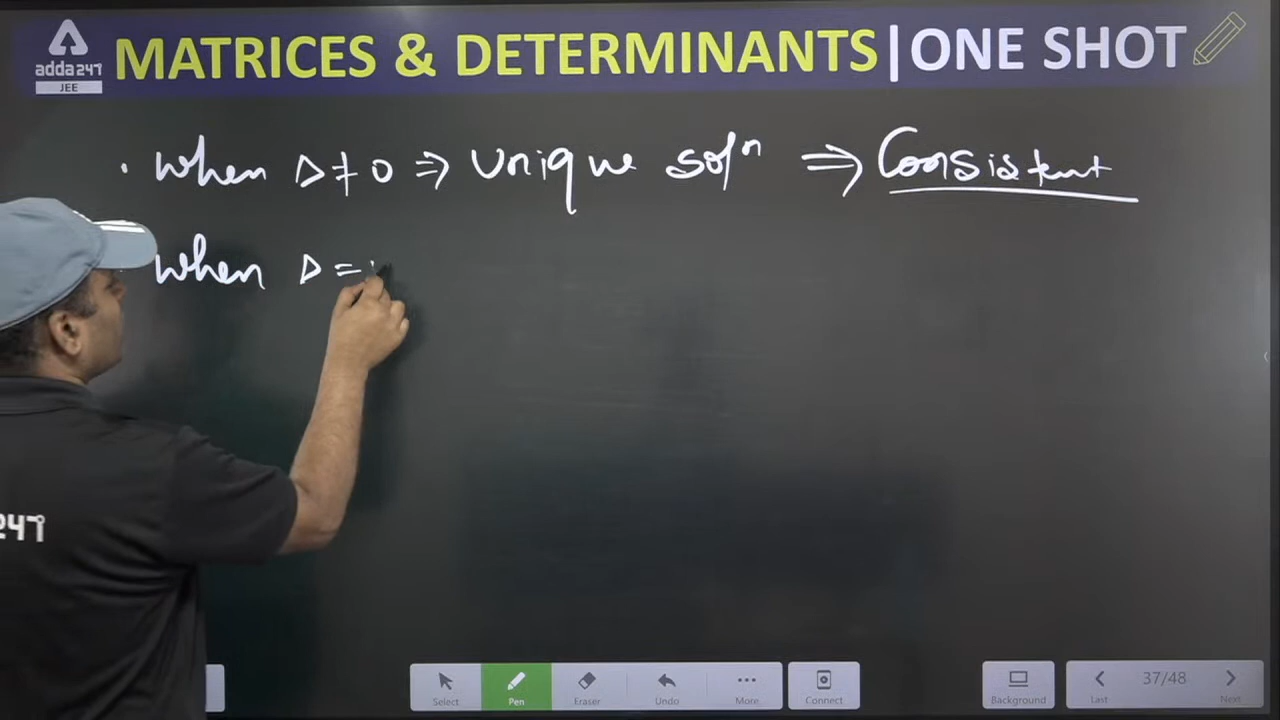 adda247
JEE
MATRICES & DETERMINANTS | ONE SHOT
• When Δ ≠ 0 ⇒ Unique solⁿ ⇒ Consistent
When Δ =
247
Select
Pen
Eraser
Undo
More
Connect
Background
Last
37/48
Next